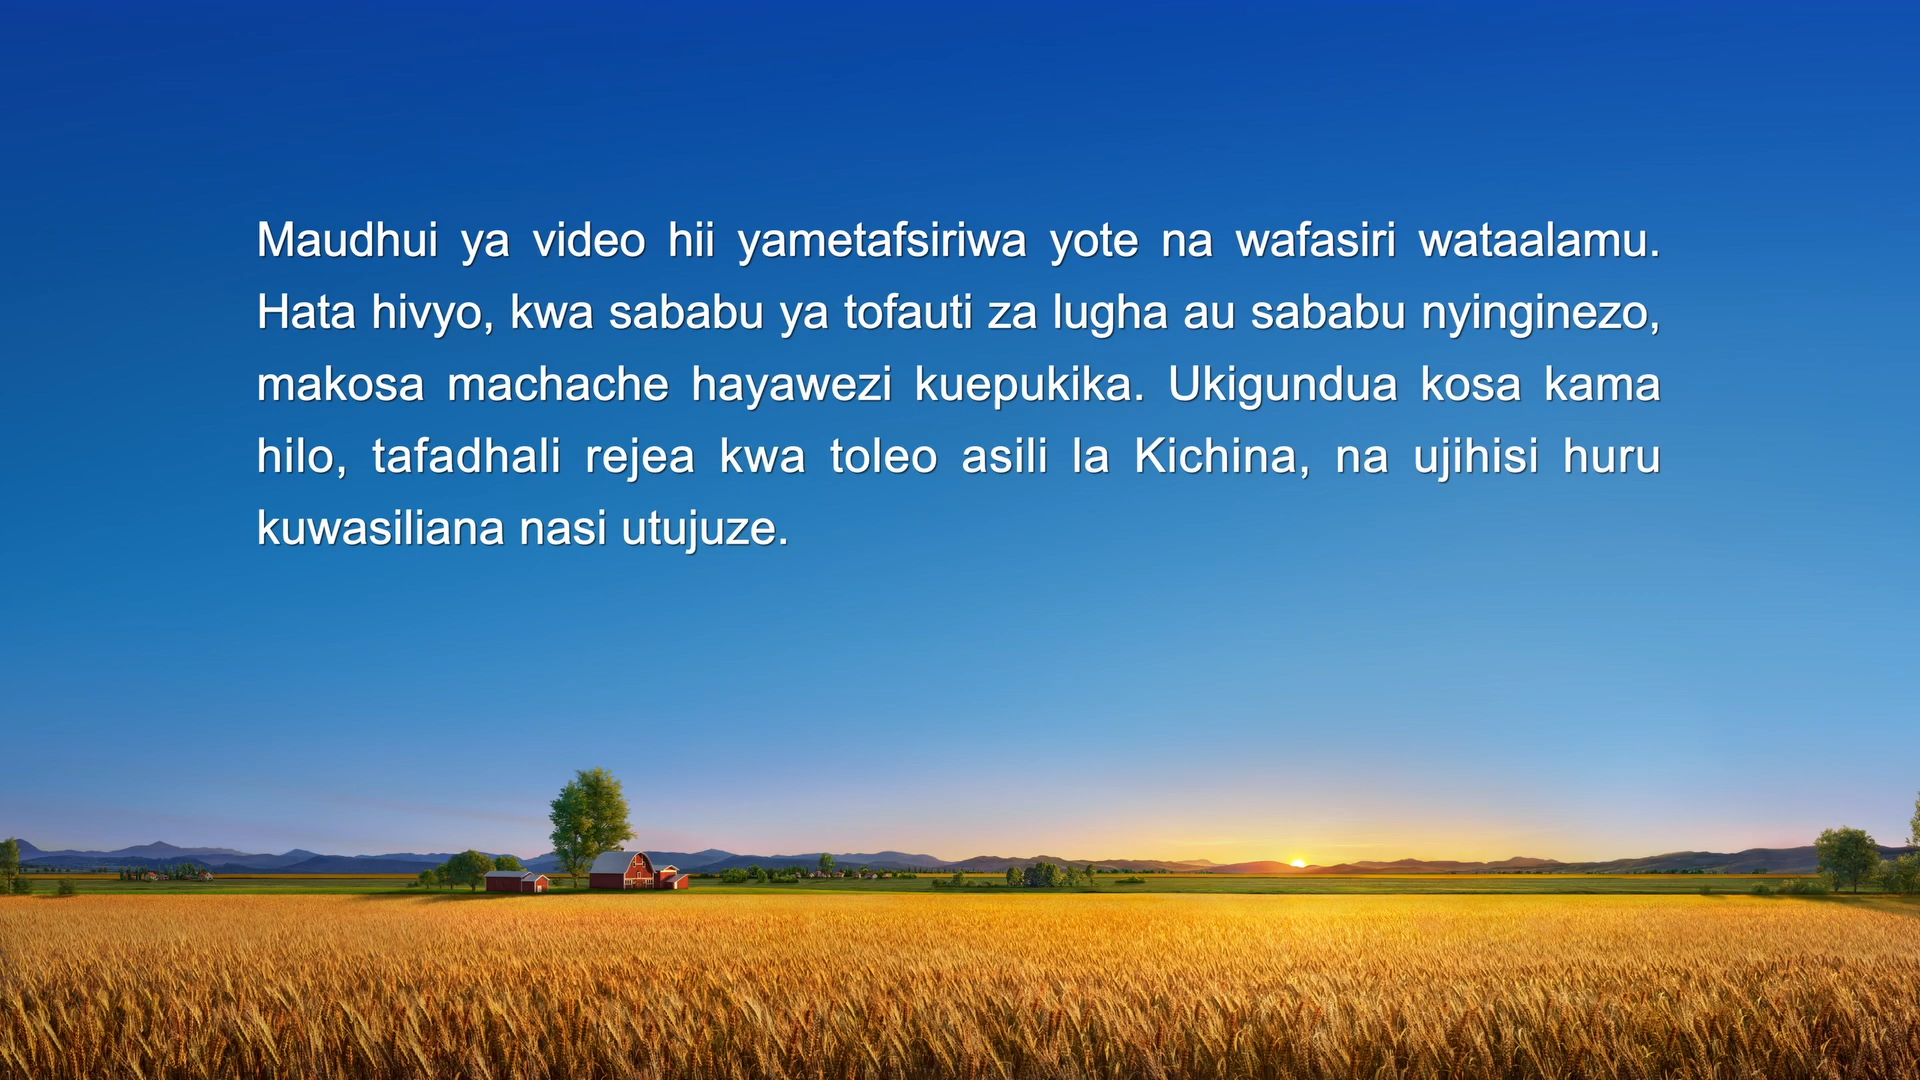 Maudhui ya video hii yametafsiriwa yote na wafasiri wataalamu.
Hata hivyo, kwa sababu ya tofauti za lugha au sababu nyinginezo,
makosa machache hayawezi kuepukika. Ukigundua kosa kama
hilo, tafadhali rejea kwa toleo asili la Kichina, na ujihisi huru
kuwasiliana nasi utujuze.